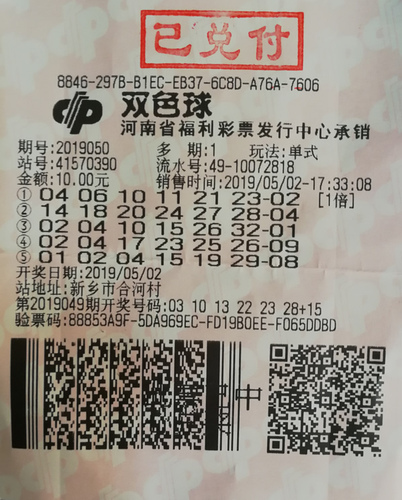 已兑付
8846-297B-B1EC-EB37-6C8D-A76A-7606
双色球
河南省福利彩票发行中心承销
期号:2019050 多期:1 玩法:单式
站号:41570390 流水号:49-10072818
金额:10.00元 销售时间:2019/05/02-17:33:08
① 04 06 10 11 21 23-02 [1倍]
② 14 18 20 24 27 28-04
③ 02 04 10 15 26 32-01
④ 02 04 17 23 25 26-09
⑤ 01 02 04 15 19 29-08
开奖日期:2019/05/02
站地址:新乡市合河村
第2019049期开奖号码:03 10 13 22 23 28+15
验票码:88853A9F-5DA969EC-FD19B0EE-F065DDBD
中